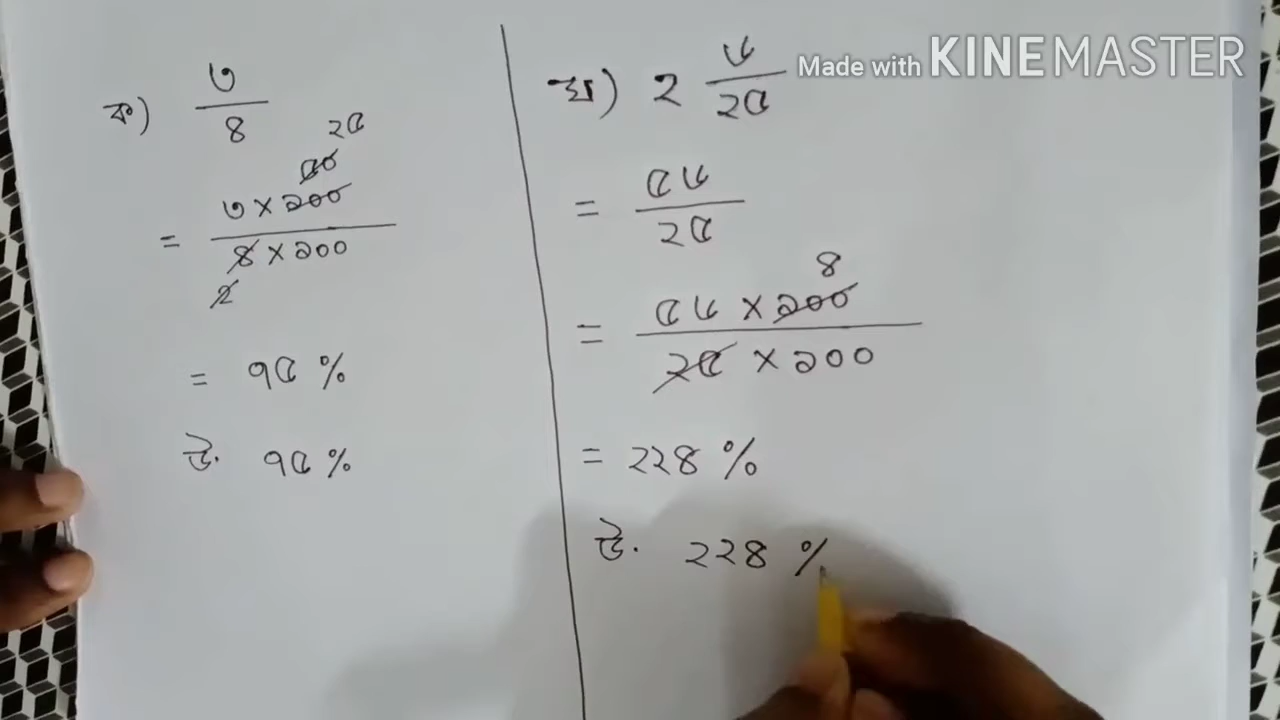 ক) ৩/৪
২৫
৫০
= ৩ × ১০০ / ৪ × ১০০
২
= ৭৫ %
উ. ৭৫ %
ঘ) ২ ৬/২৫
= ৫৬/২৫
৪
= ৫৬ × ১০০ / ২৫ × ১০০
= ২২৪ %
উ. ২২৪ %
Made with KINEMASTER